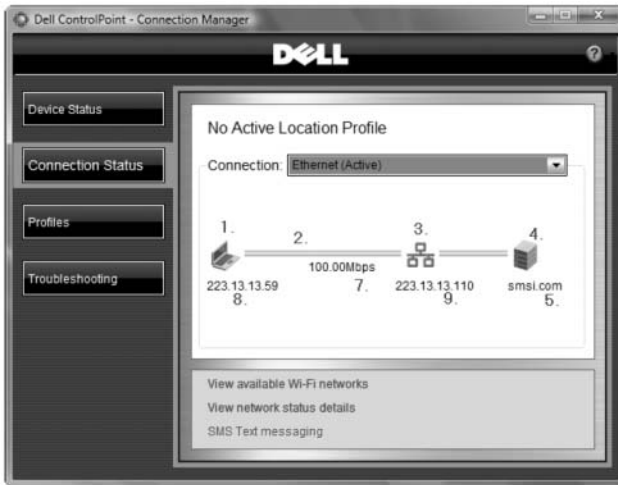 Dell ControlPoint - Connection Manager
DELL
?
Device Status
Connection Status
Profiles
Troubleshooting
No Active Location Profile
Connection: Ethernet (Active)
1.
2.
3.
4.
100.00Mbps
223.13.13.59
7.
223.13.13.110
smsi.com
8.
9.
5.
View available Wi-Fi networks
View network status details
SMS Text messaging